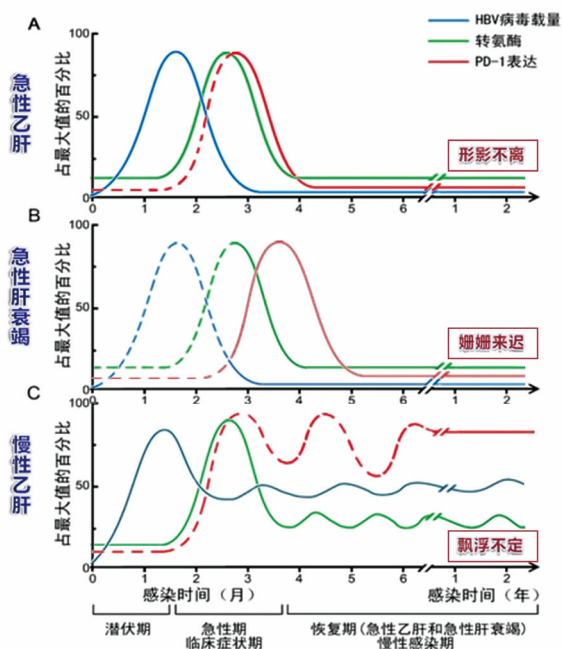 A
HBV病毒载量
转氨酶
PD-1表达
急性乙肝
占最大值的百分比
100
50
0
形影不离
0 1 2 3 4 5 6 1 2
B
急性肝衰竭
占最大值的百分比
100
50
0
姗姗来迟
0 1 2 3 4 5 6 1 2
C
慢性乙肝
占最大值的百分比
100
50
0
飘浮不定
0 1 2 3 4 5 6 1 2
感染时间（月） 感染时间（年）
潜伏期 急性期 恢复期(急性乙肝和急性肝衰竭)
临床症状期 慢性感染期